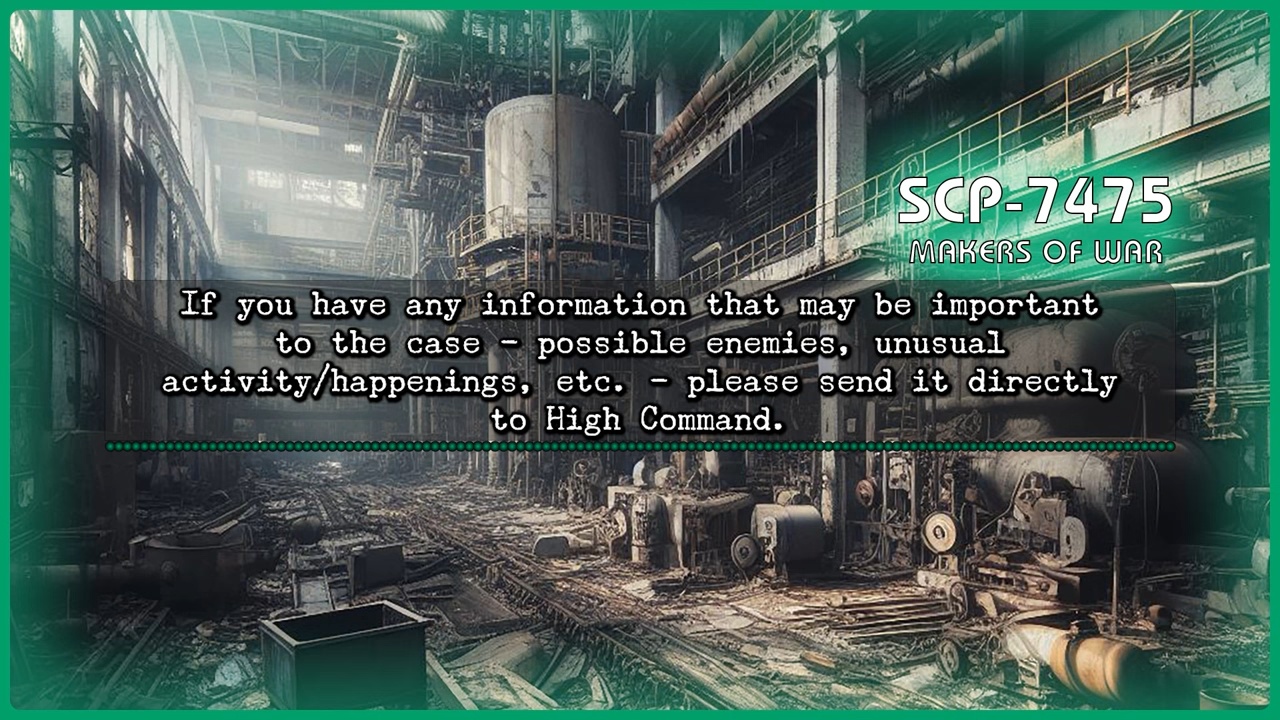 SCP-7475
MAKERS OF WAR
If you have any information that may be important
to the case - possible enemies, unusual
activity/happenings, etc. - please send it directly
to High Command.